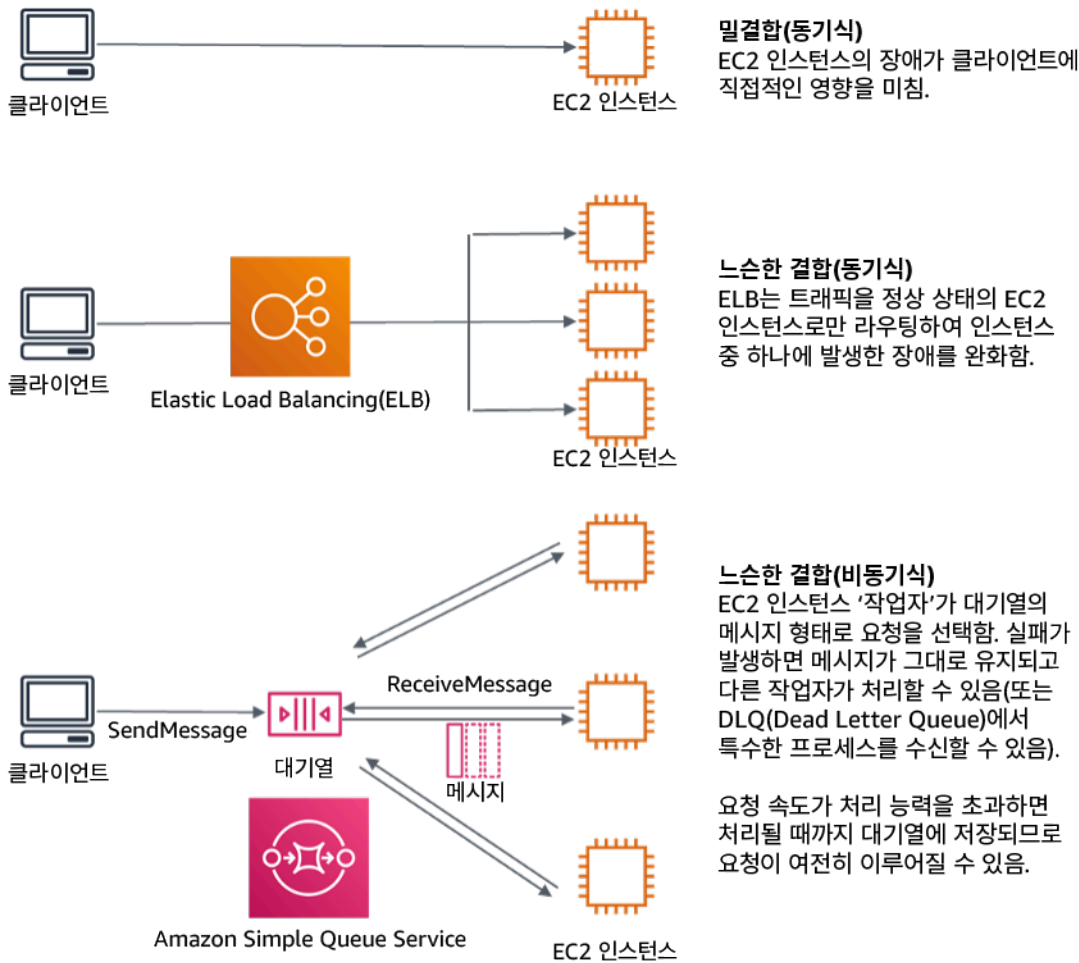 밀결합(동기식)
EC2 인스턴스의 장애가 클라이언트에
직접적인 영향을 미침.
클라이언트
EC2 인스턴스
느슨한 결합(동기식)
ELB는 트래픽을 정상 상태의 EC2
인스턴스로만 라우팅하여 인스턴스
중 하나에 발생한 장애를 완화함.
클라이언트
Elastic Load Balancing(ELB)
EC2 인스턴스
느슨한 결합(비동기식)
EC2 인스턴스 ‘작업자’가 대기열의
메시지 형태로 요청을 선택함. 실패가
발생하면 메시지가 그대로 유지되고
다른 작업자가 처리할 수 있음(또는
DLQ(Dead Letter Queue)에서
특수한 프로세스를 수신할 수 있음).
ReceiveMessage
SendMessage
클라이언트
대기열
메시지
요청 속도가 처리 능력을 초과하면
처리될 때까지 대기열에 저장되므로
요청이 여전히 이루어질 수 있음.
Amazon Simple Queue Service
EC2 인스턴스